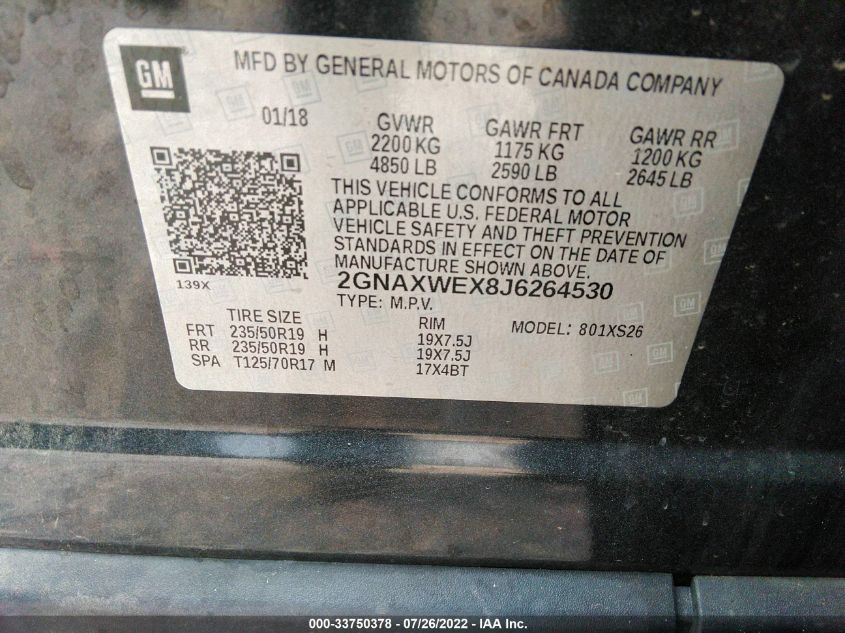 GM
MFD BY GENERAL MOTORS OF CANADA COMPANY
01/18
GVWR GAWR FRT GAWR RR
2200 KG 1175 KG 1200 KG
4850 LB 2590 LB 2645 LB
THIS VEHICLE CONFORMS TO ALL
APPLICABLE U.S. FEDERAL MOTOR
VEHICLE SAFETY AND THEFT PREVENTION
STANDARDS IN EFFECT ON THE DATE OF
MANUFACTURE SHOWN ABOVE.
139X
2GNAXWEX8J6264530
TYPE: M.P.V.
MODEL: 801XS26
TIRE SIZE RIM
FRT 235/50R19 H 19X7.5J
RR 235/50R19 H 19X7.5J
SPA T125/70R17 M 17X4BT
000-33750378 - 07/26/2022 - IAA Inc.